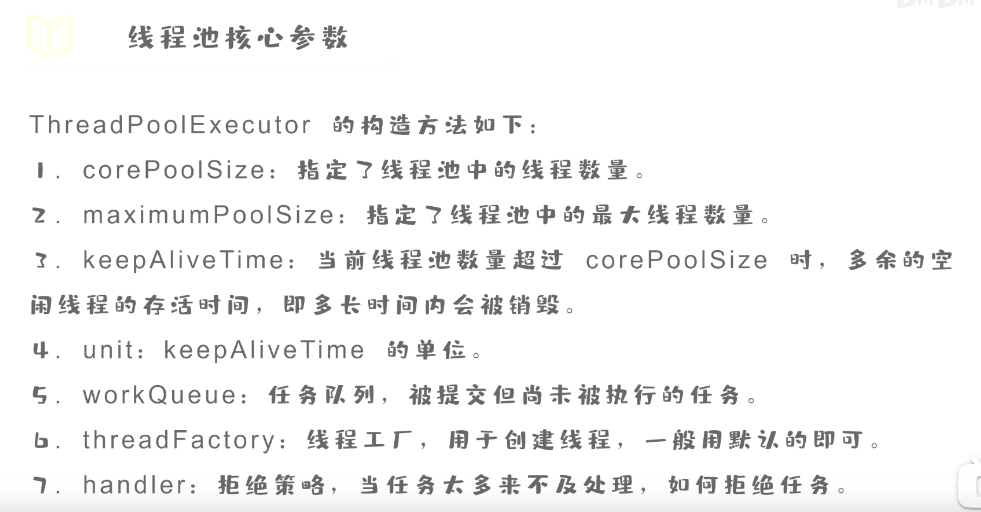 线程池核心参数
ThreadPoolExecutor 的构造方法如下：
1. corePoolSize：指定了线程池中的线程数量。
2. maximumPoolSize：指定了线程池中的最大线程数量。
3. keepAliveTime：当前线程池数量超过 corePoolSize 时，多余的空
闲线程的存活时间，即多长时间内会被销毁。
4. unit：keepAliveTime 的单位。
5. workQueue：任务队列，被提交但尚未被执行的任务。
6. threadFactory：线程工厂，用于创建线程，一般用默认的即可。
7. handler：拒绝策略，当任务太多来不及处理，如何拒绝任务。